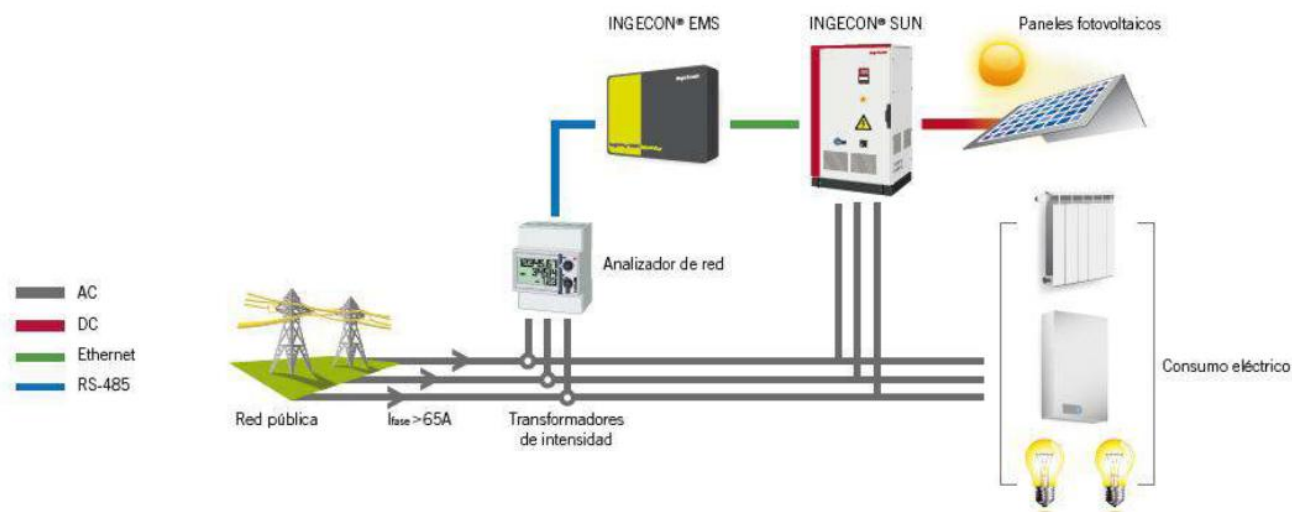 INGECON® EMS
INGECON® SUN
Paneles fotovoltaicos
Analizador de red
AC
DC
Ethernet
RS-485
Consumo eléctrico
Red pública
Ifase >65A
Transformadores
de intensidad